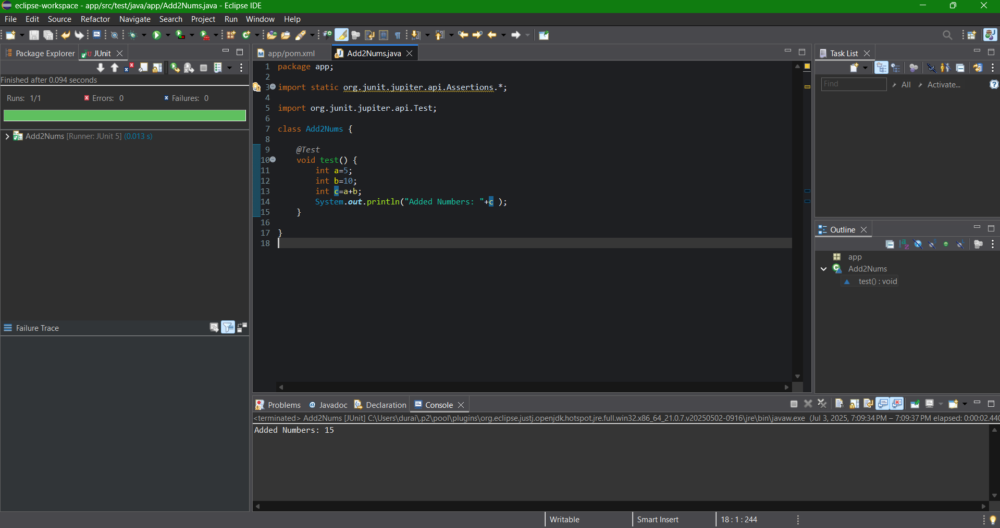 eclipse-workspace - app/src/test/java/app/Add2Nums.java - Eclipse IDE
File Edit Source Refactor Navigate Search Project Run Window Help
Package Explorer JUnit
Finished after 0.094 seconds
Runs: 1/1 Errors: 0 Failures: 0
Add2Nums [Runner: JUnit 5] (0.013 s)
Failure Trace
app/pom.xml Add2Nums.java
1 package app;
2
3 import static org.junit.jupiter.api.Assertions.*;
4
5 import org.junit.jupiter.api.Test;
6
7 class Add2Nums {
8
9 @Test
10 void test() {
11 int a=5;
12 int b=10;
13 int c=a+b;
14 System.out.println("Added Numbers: "+c );
15 }
16
17 }
18
Task List
Find All Activate...
Outline
app
Add2Nums
test() : void
Problems @ Javadoc Declaration Console
<terminated> Add2Nums [JUnit] C:\Users\durai\.p2\pool\plugins\org.eclipse.justj.openjdk.hotspot.jre.full.win32.x86_64_21.0.7.v20250502-0916\jre\bin\javaw.exe (Jul 3, 2025, 7:09:34 PM – 7:09:37 PM elapsed: 0:00:02.440
Added Numbers: 15
Writable Smart Insert 18 : 1 : 244